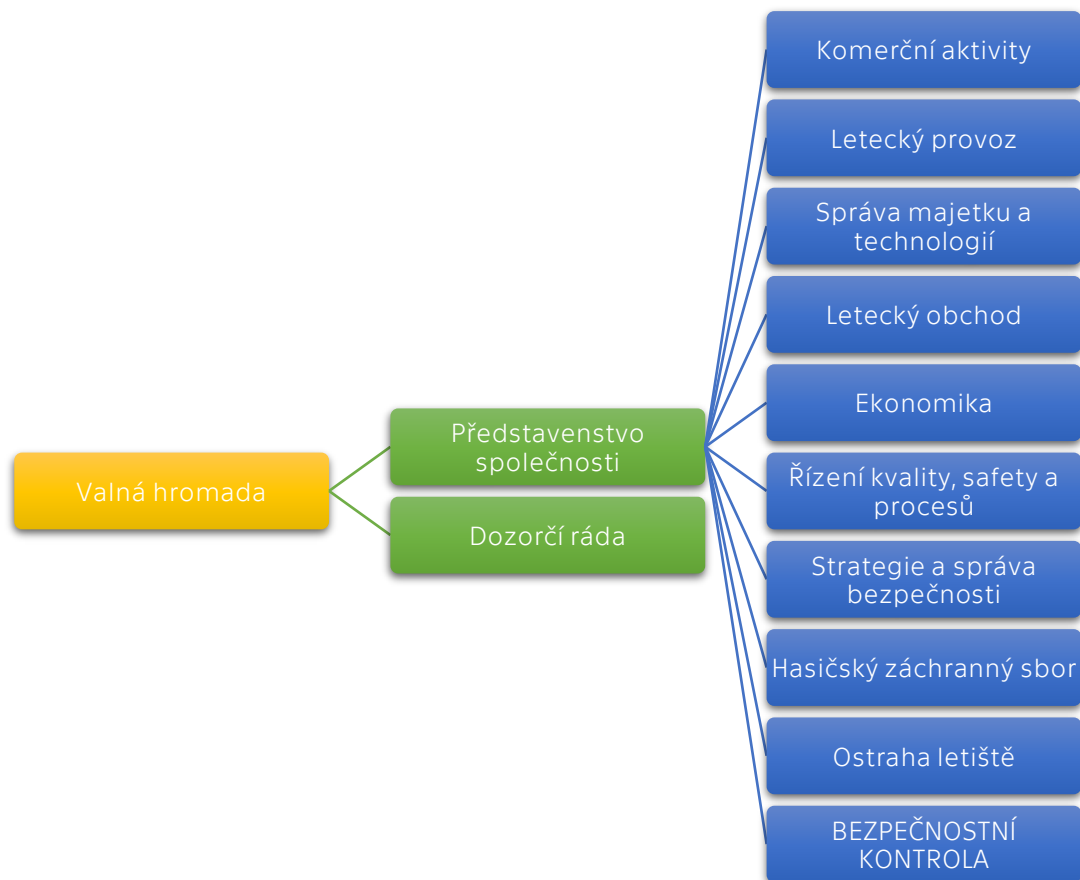 Valná hromada
Představenstvo
společnosti
Dozorčí ráda
Komerční aktivity
Letecký provoz
Správa majetku a
technologií
Letecký obchod
Ekonomika
Řízení kvality, safety a
procesů
Strategie a správa
bezpečnosti
Hasičský záchranný sbor
Ostraha letiště
BEZPEČNOSTNÍ
KONTROLA